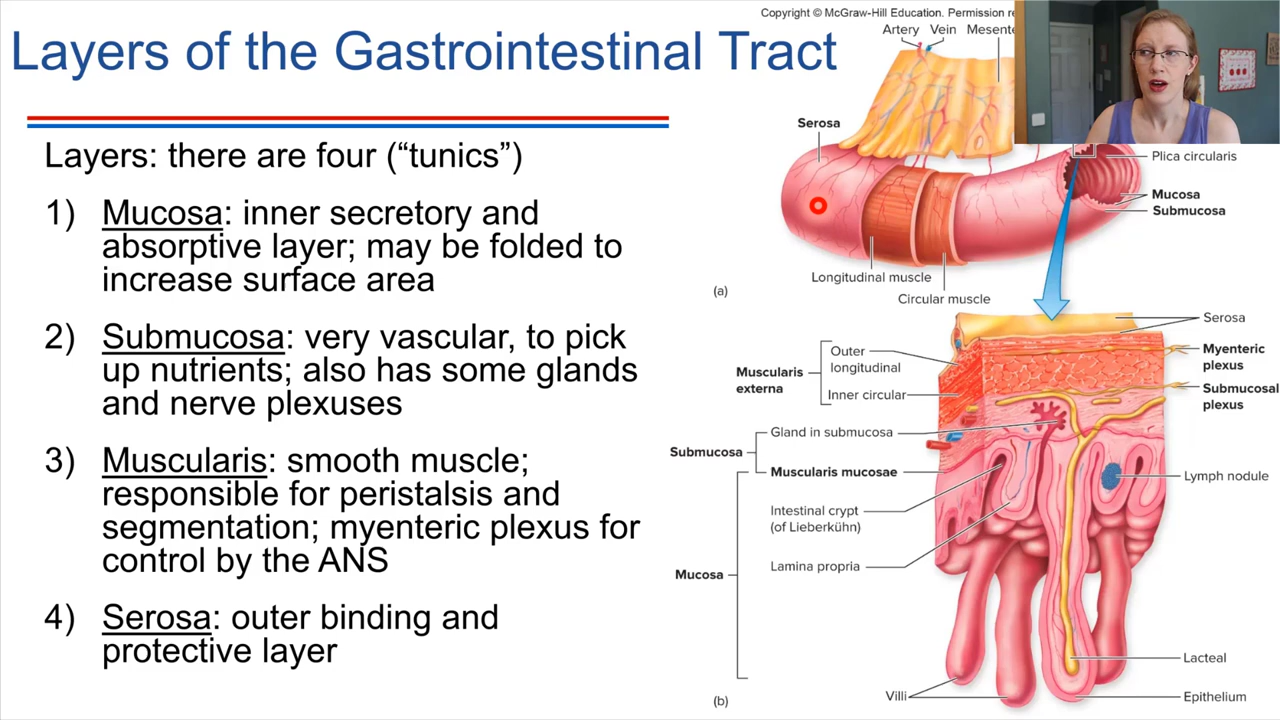 Layers of the Gastrointestinal Tract
Layers: there are four (“tunics”)
1) Mucosa: inner secretory and
absorptive layer; may be folded to
increase surface area
2) Submucosa: very vascular, to pick
up nutrients; also has some glands
and nerve plexuses
3) Muscularis: smooth muscle;
responsible for peristalsis and
segmentation; myenteric plexus for
control by the ANS
4) Serosa: outer binding and
protective layer
Copyright © McGraw-Hill Education. Permission
Artery Vein
Serosa
Plica circularis
Mucosa
Submucosa
Longitudinal muscle
Circular muscle
(a)
Serosa
Myenteric
plexus
Submucosal
plexus
Muscularis
externa
Outer
longitudinal
Inner circular
Submucosa
Gland in submucosa
Muscularis mucosae
Lymph nodule
Intestinal crypt
(of Lieberkühn)
Lamina propria
Mucosa
Lacteal
Villi
Epithelium
(b)